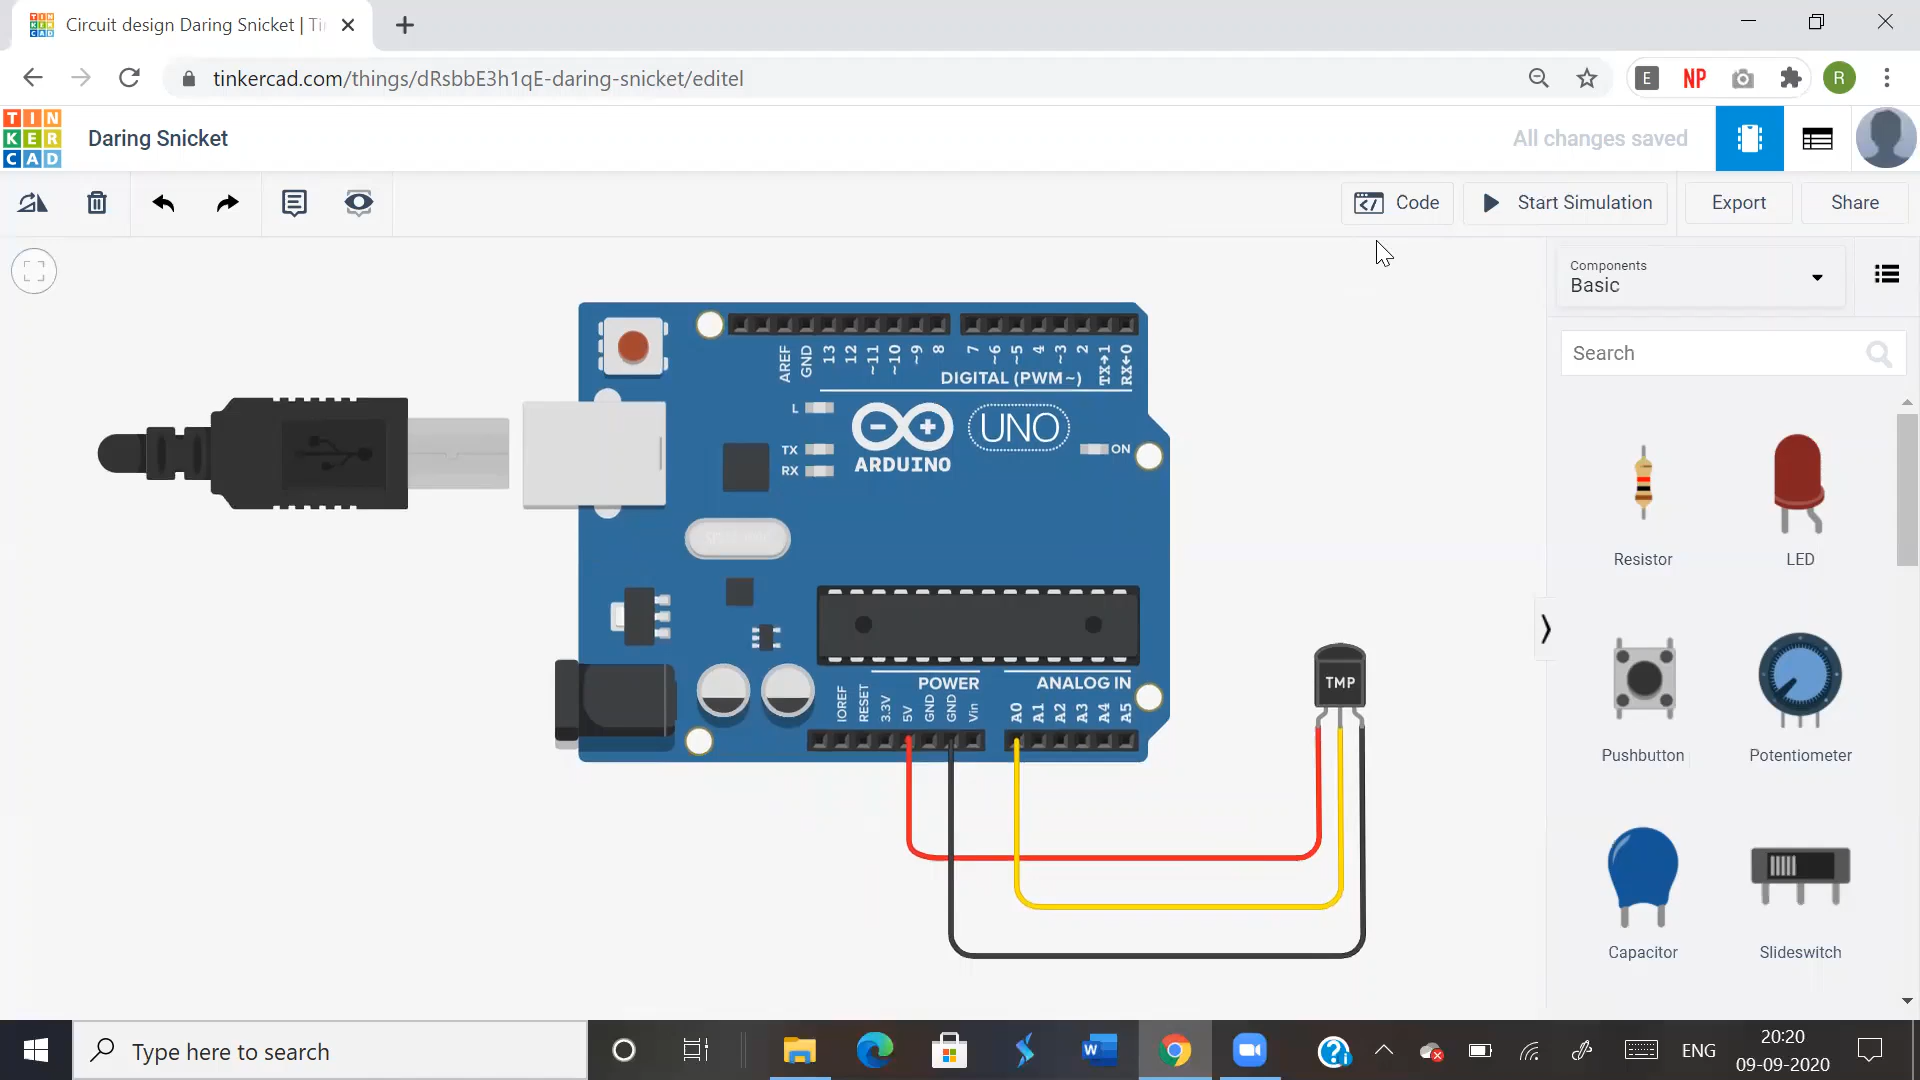 Circuit design Daring Snicket | Ti
tinkercad.com/things/dRsbbE3h1qE-daring-snicket/editel
E
NP
R
TIN
KER
CAD
Daring Snicket
All changes saved
Code
Start Simulation
Export
Share
Components
Basic
Search
AREF
GND
13
12
~11
~10
~9
8
7
~6
~5
4
~3
2
TX→1
RX←0
DIGITAL (PWM~)
L
TX
RX
ARDUINO
UNO
ON
POWER
ANALOG IN
IOREF
RESET
3.3V
5V
GND
GND
Vin
A0
A1
A2
A3
A4
A5
TMP
Resistor
LED
Pushbutton
Potentiometer
Capacitor
Slideswitch
Type here to search
ENG
20:20
09-09-2020